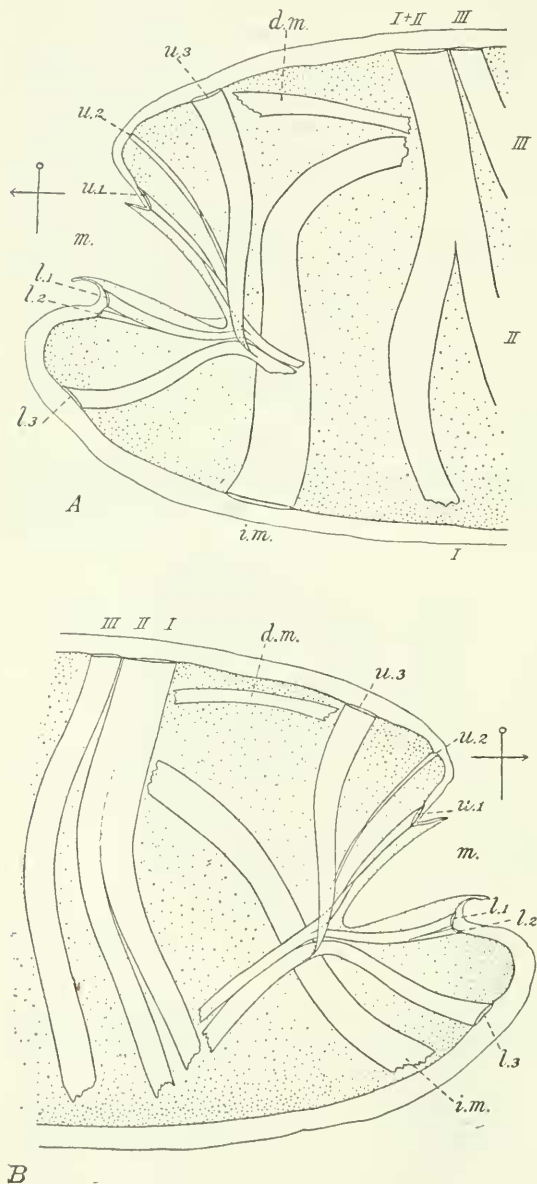 I+II III
d.m.
u.3
u.2
III
u.1
m.
l.1
l.2
II
l.3
A
i.m.
I
III II I
d.m.
u.3
u.2
u.1
m.
l.1
l.2
l.3
i.m.
B